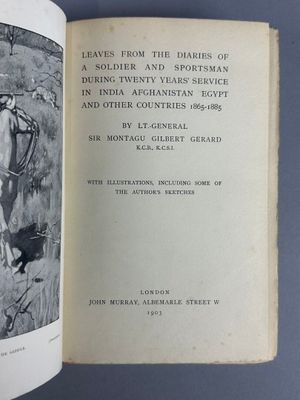 LEAVES FROM THE DIARIES OF
A SOLDIER AND SPORTSMAN
DURING TWENTY YEARS' SERVICE
IN INDIA AFGHANISTAN EGYPT
AND OTHER COUNTRIES 1865-1885
BY LT.-GENERAL
SIR MONTAGU GILBERT GERARD
K.C.B., K.C.S.I.
WITH ILLUSTRATIONS, INCLUDING SOME OF
THE AUTHOR'S SKETCHES
LONDON
JOHN MURRAY, ALBEMARLE STREET W
1903